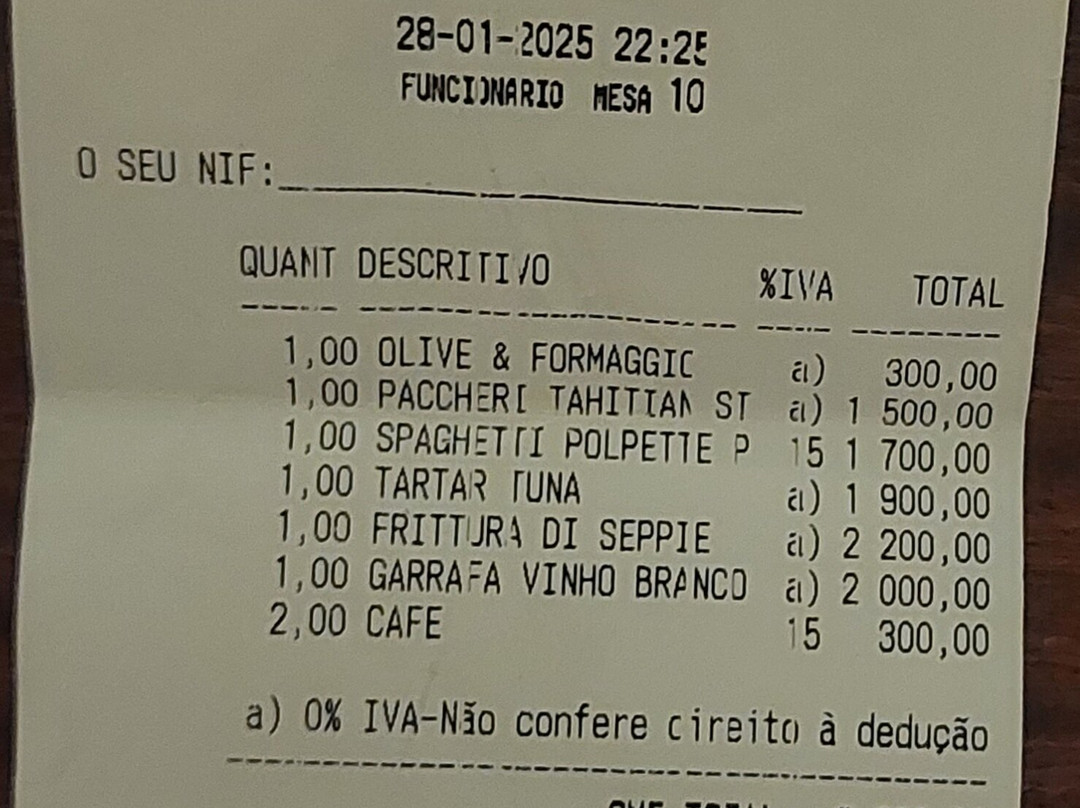 28-01-2025 22:25
FUNCIONARIO MESA 10
O SEU NIF:
QUANT DESCRITIVO %IVA TOTAL
1,00 OLIVE & FORMAGGIO a) 300,00
1,00 PACCHERI TAHITIAN ST a) 1 500,00
1,00 SPAGHETTI POLPETTE P 15 1 700,00
1,00 TARTAR TUNA a) 1 900,00
1,00 FRITTURA DI SEPPIE a) 2 200,00
1,00 GARRAFA VINHO BRANCO a) 2 000,00
2,00 CAFE 15 300,00
a) 0% IVA-Não confere direito à dedução